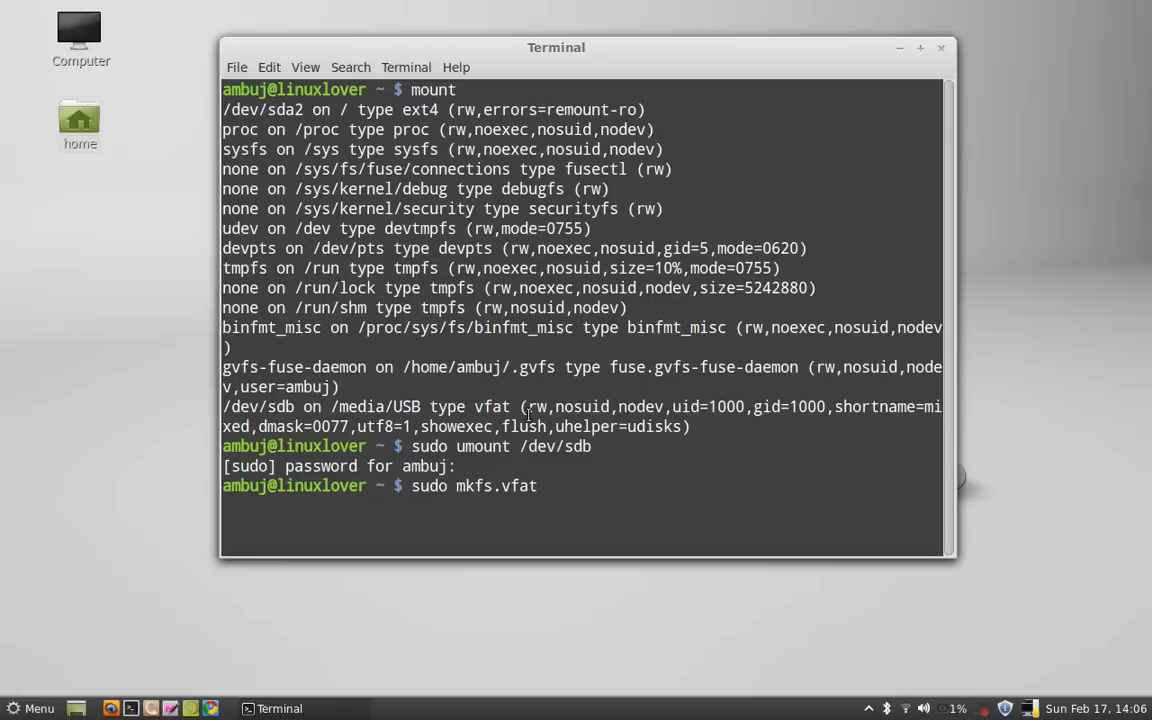 Computer
home
Terminal
File Edit View Search Terminal Help
ambuj@linuxlover ~ $ mount
/dev/sda2 on / type ext4 (rw,errors=remount-ro)
proc on /proc type proc (rw,noexec,nosuid,nodev)
sysfs on /sys type sysfs (rw,noexec,nosuid,nodev)
none on /sys/fs/fuse/connections type fusectl (rw)
none on /sys/kernel/debug type debugfs (rw)
none on /sys/kernel/security type securityfs (rw)
udev on /dev type devtmpfs (rw,mode=0755)
devpts on /dev/pts type devpts (rw,noexec,nosuid,gid=5,mode=0620)
tmpfs on /run type tmpfs (rw,noexec,nosuid,size=10%,mode=0755)
none on /run/lock type tmpfs (rw,noexec,nosuid,nodev,size=5242880)
none on /run/shm type tmpfs (rw,nosuid,nodev)
binfmt_misc on /proc/sys/fs/binfmt_misc type binfmt_misc (rw,noexec,nosuid,nodev
)
gvfs-fuse-daemon on /home/ambuj/.gvfs type fuse.gvfs-fuse-daemon (rw,nosuid,node
v,user=ambuj)
/dev/sdb on /media/USB type vfat (rw,nosuid,nodev,uid=1000,gid=1000,shortname=mi
xed,dmask=0077,utf8=1,showexec,flush,uhelper=udisks)
ambuj@linuxlover ~ $ sudo umount /dev/sdb
[sudo] password for ambuj:
ambuj@linuxlover ~ $ sudo mkfs.vfat
Menu Terminal 1% Sun Feb 17, 14:06